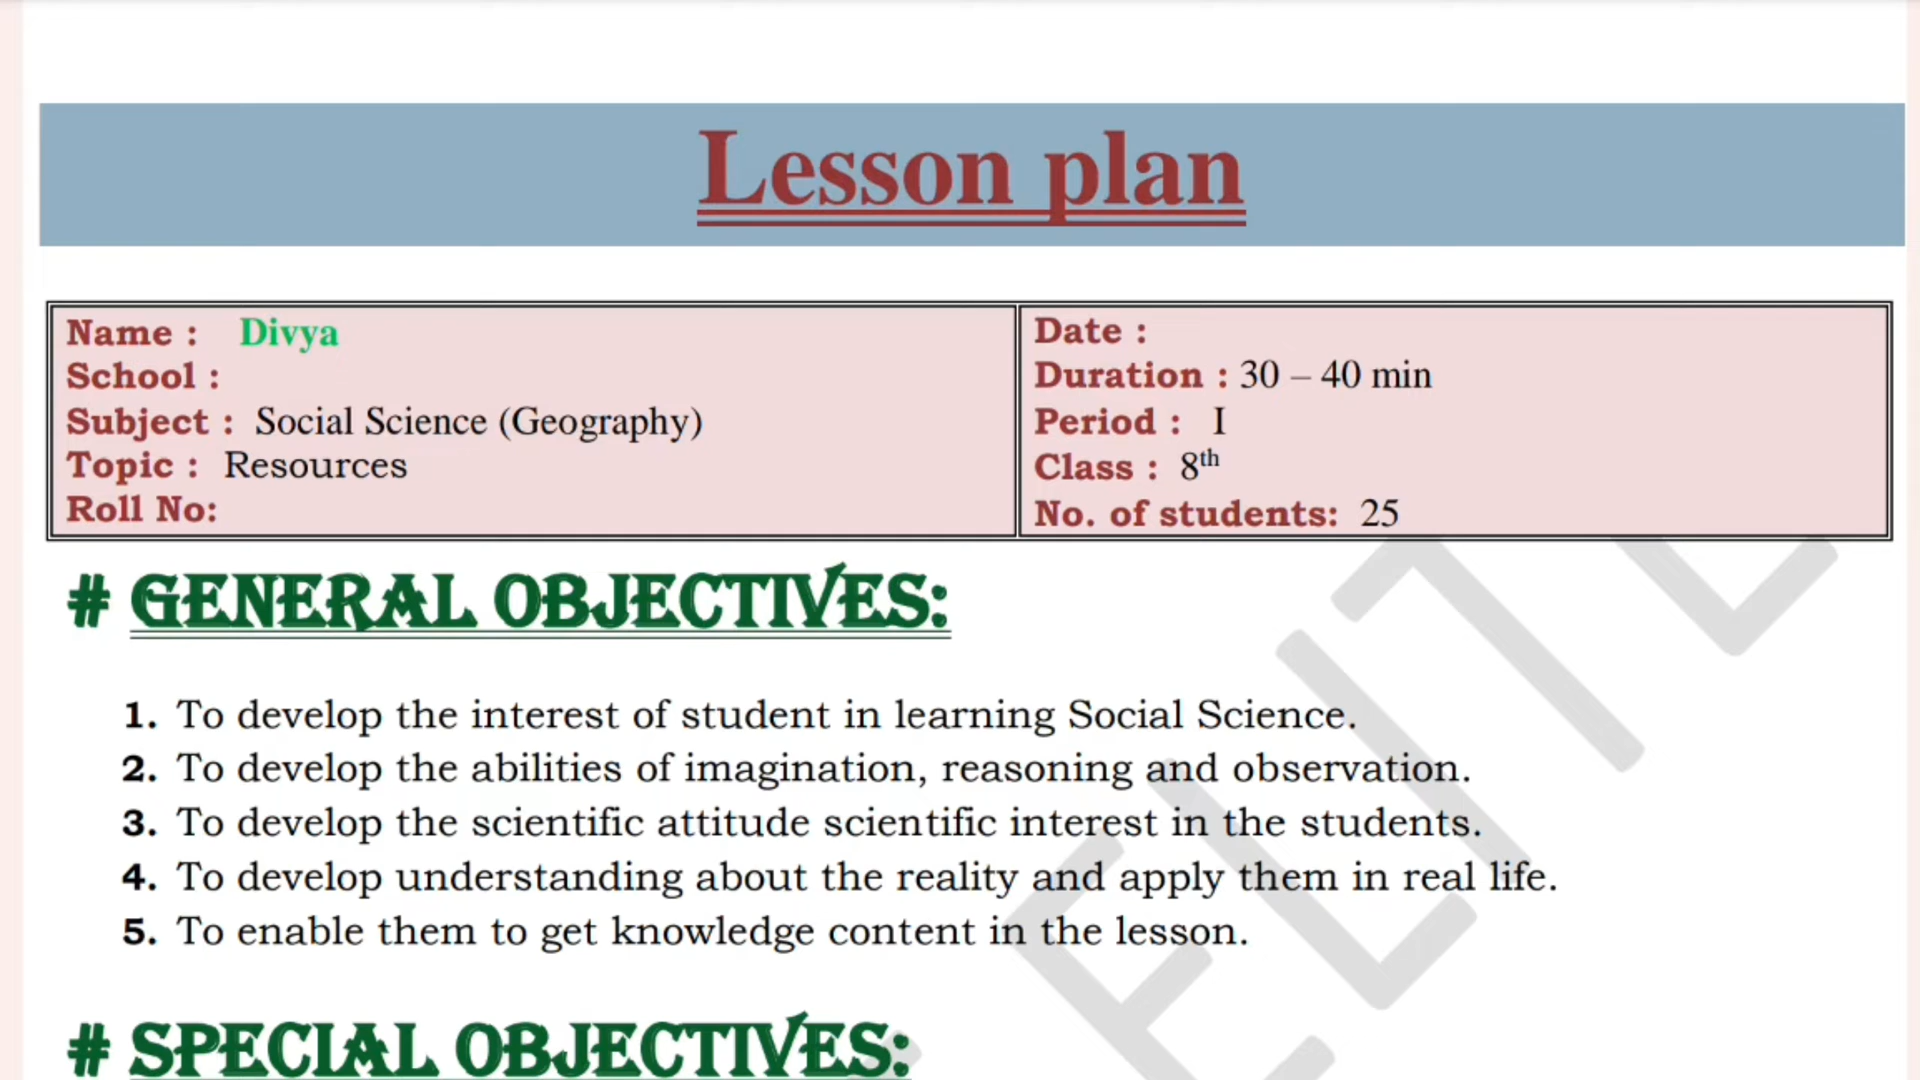 Lesson plan
Name : Divya
School :
Subject : Social Science (Geography)
Topic : Resources
Roll No:
Date :
Duration : 30 – 40 min
Period : I
Class : 8th
No. of students: 25
# GENERAL OBJECTIVES:
1. To develop the interest of student in learning Social Science.
2. To develop the abilities of imagination, reasoning and observation.
3. To develop the scientific attitude scientific interest in the students.
4. To develop understanding about the reality and apply them in real life.
5. To enable them to get knowledge content in the lesson.
# SPECIAL OBJECTIVES: